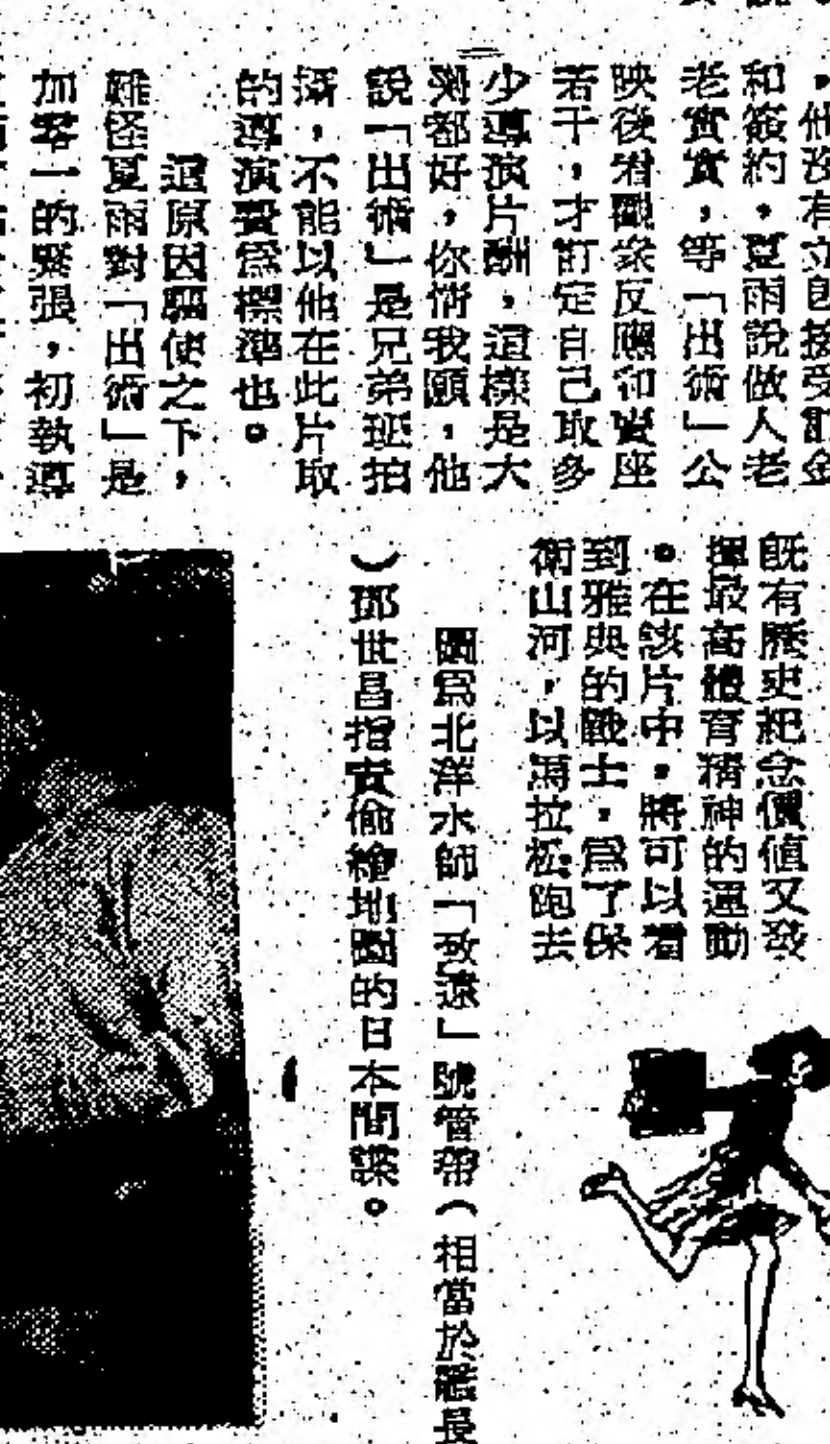 ，他沒有立即接受訂金
和簽約，夏雨說做人老
老實實，等「出術」公
映後看觀衆反應和賣座
若干，才訂定自己取多
少導演片酬，這樣是大
家都好，你情我願，他
說「出術」是兄弟班拍
攝，不能以他在此片取
的導演費爲標準也。
這原因驅使之下，
難怪夏雨對「出術」是
加零一的緊張，初執導
旣有歷史紀念價值又發
揮最高體育精神的運動
。在該片中，將可以看
到雅典的戰士，爲了保
衛山河，以馬拉松跑去
圖爲北洋水師「致遠」號管帶（相當於艦長
）鄧世昌指責偷繪地圖的日本間諜。